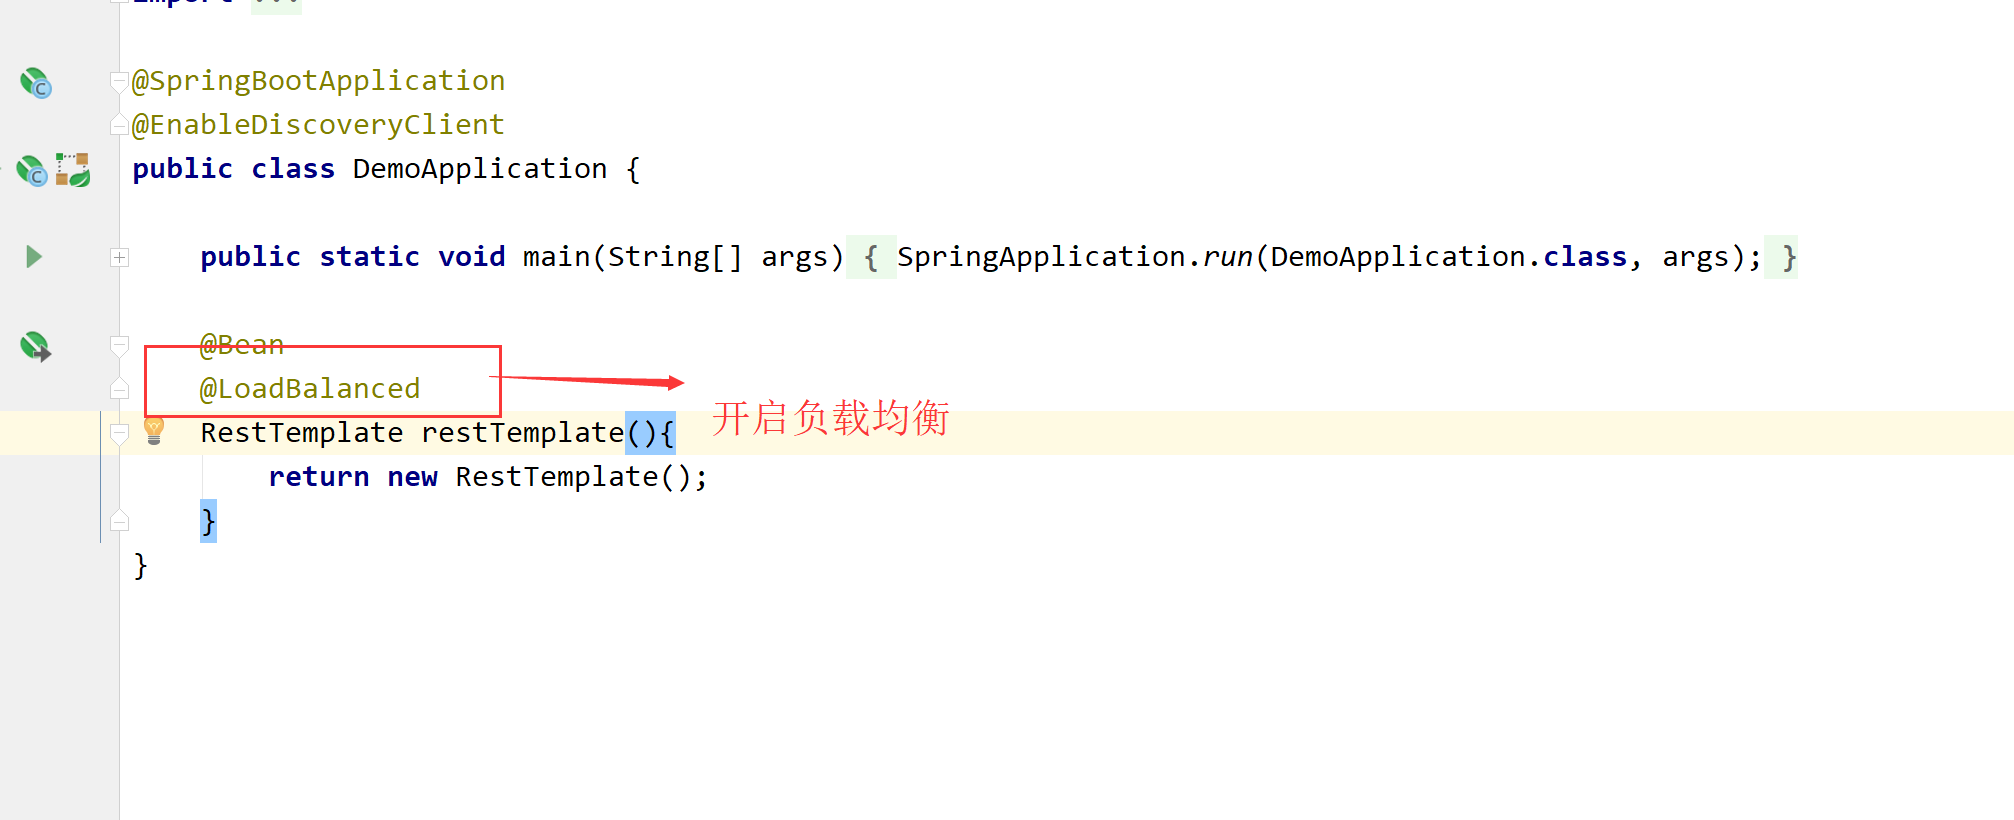 import ...
@SpringBootApplication
@EnableDiscoveryClient
public class DemoApplication {
public static void main(String[] args) { SpringApplication.run(DemoApplication.class, args); }
@Bean
@LoadBalanced
RestTemplate restTemplate(){
开启负载均衡
return new RestTemplate();
}
}